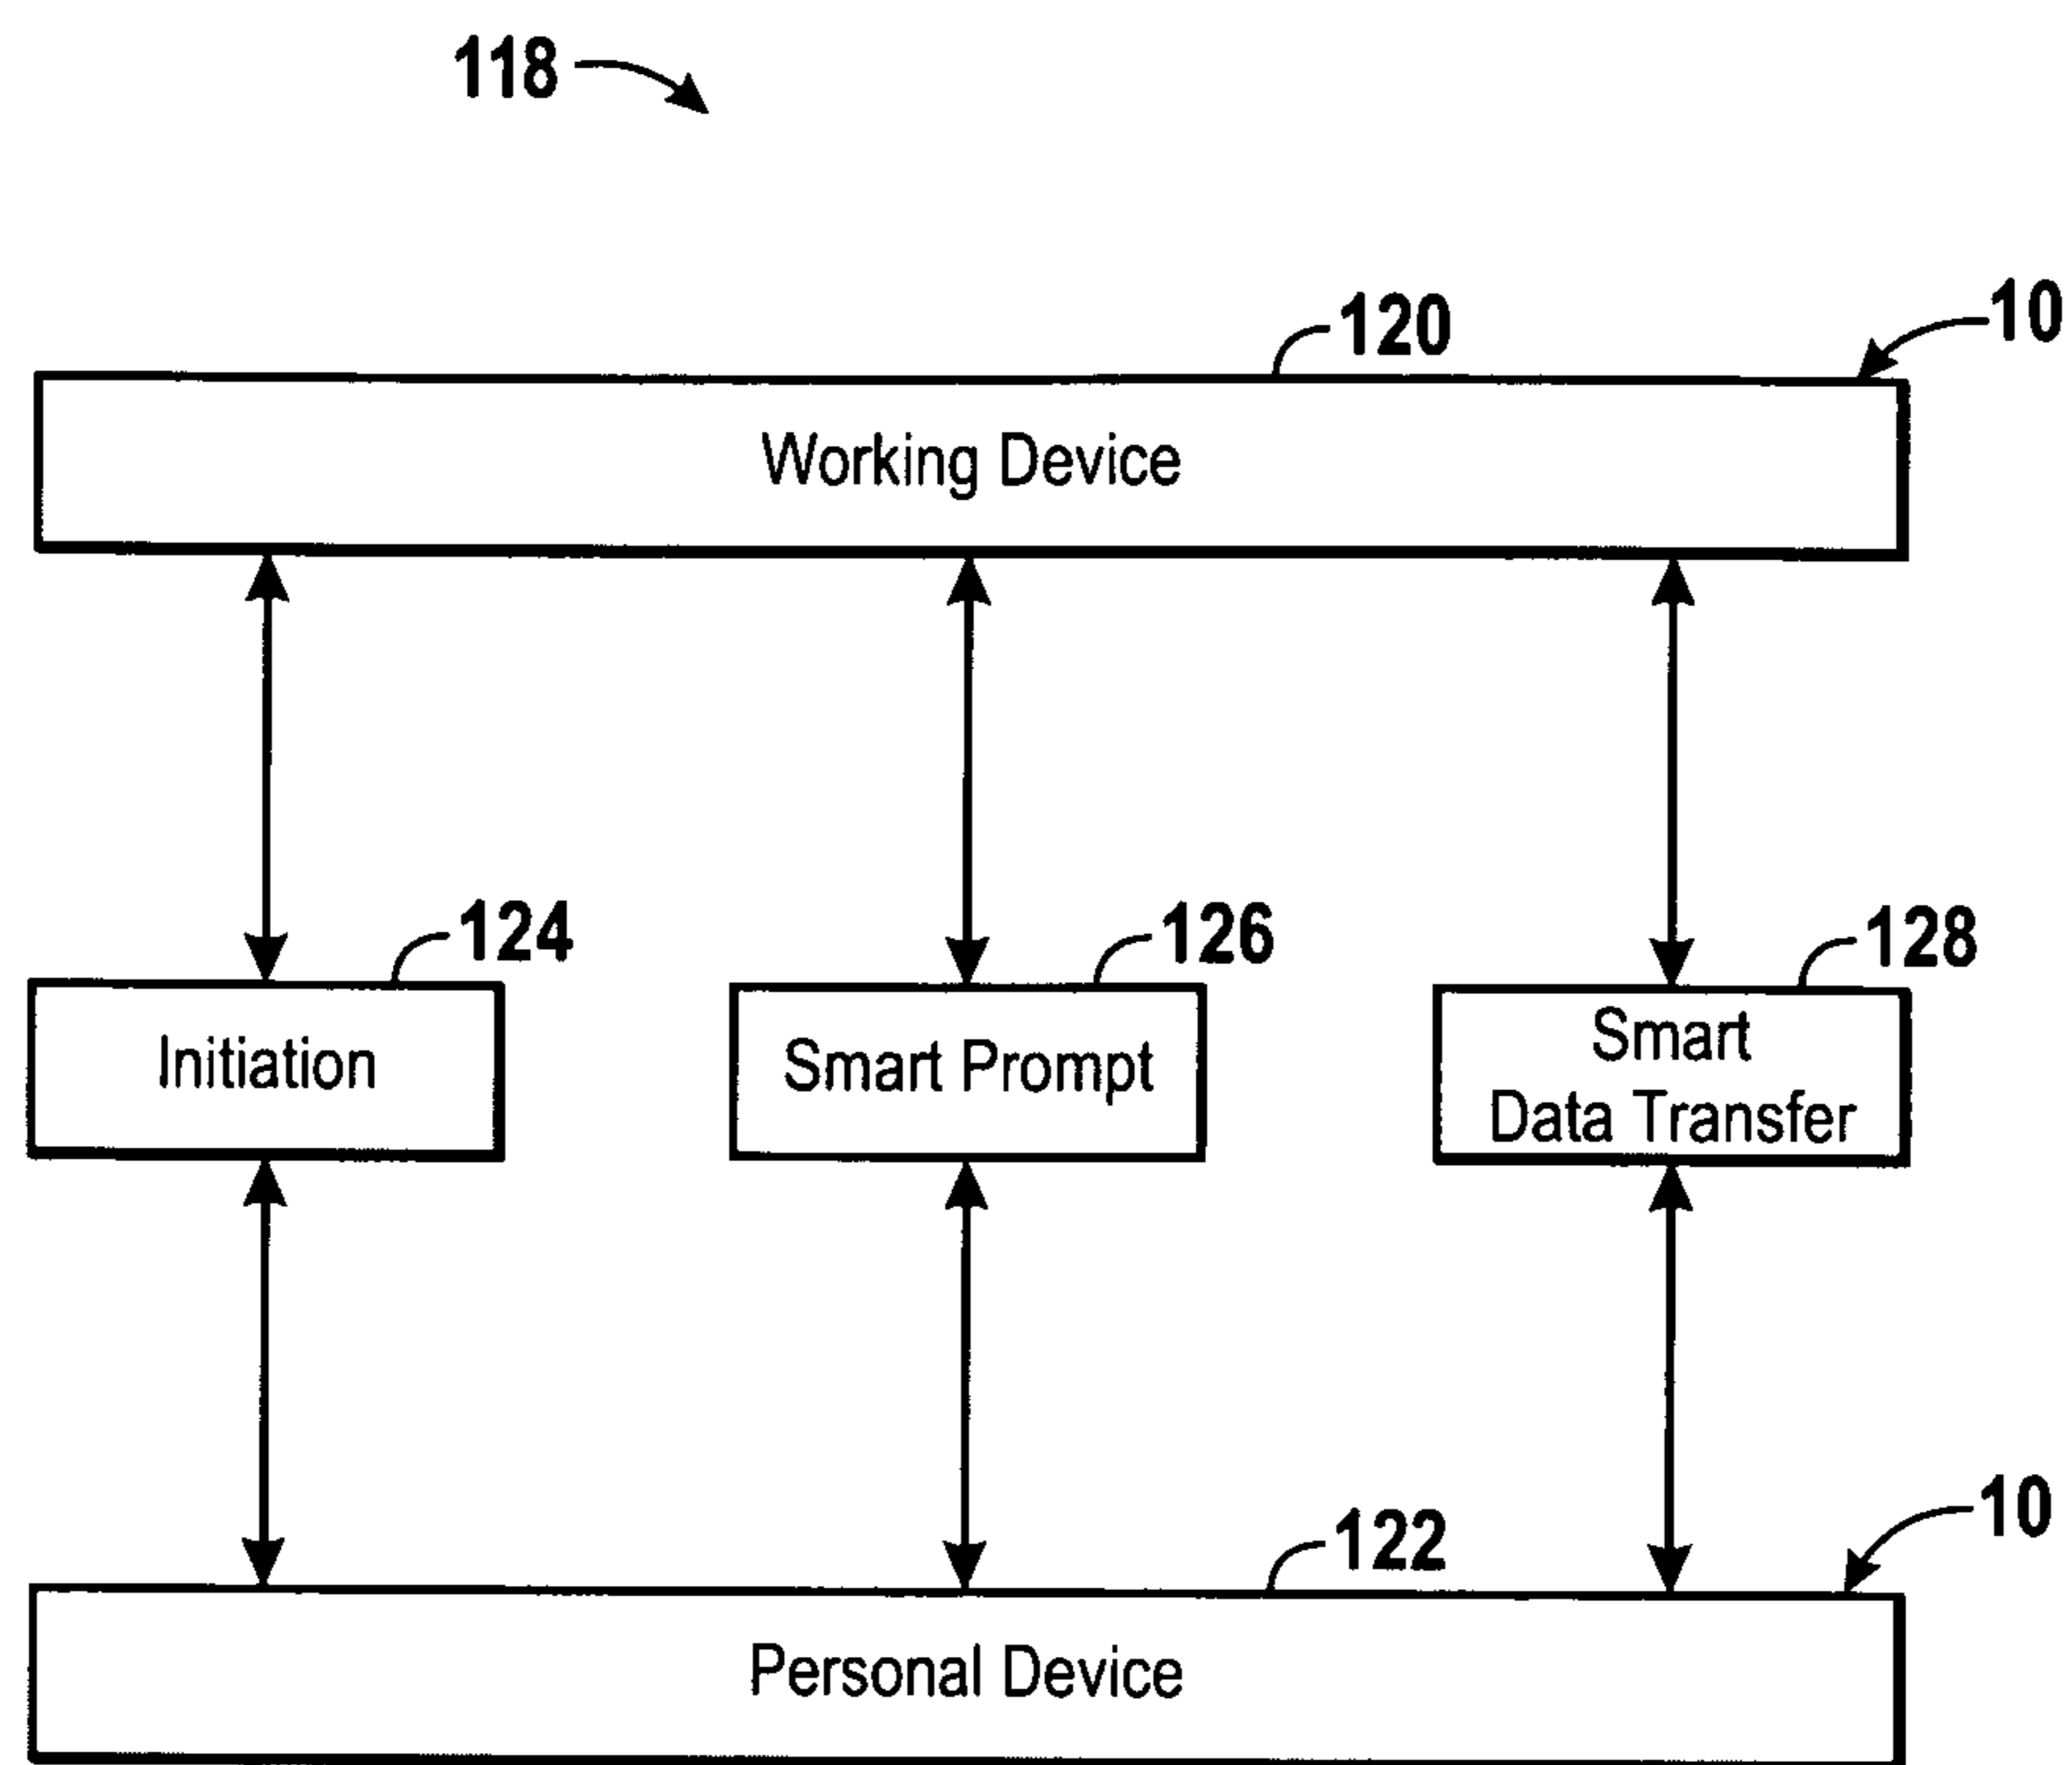 118
10
120
Working Device
124
126
128
Initiation
Smart Prompt
Smart
Data Transfer
10
122
Personal Device